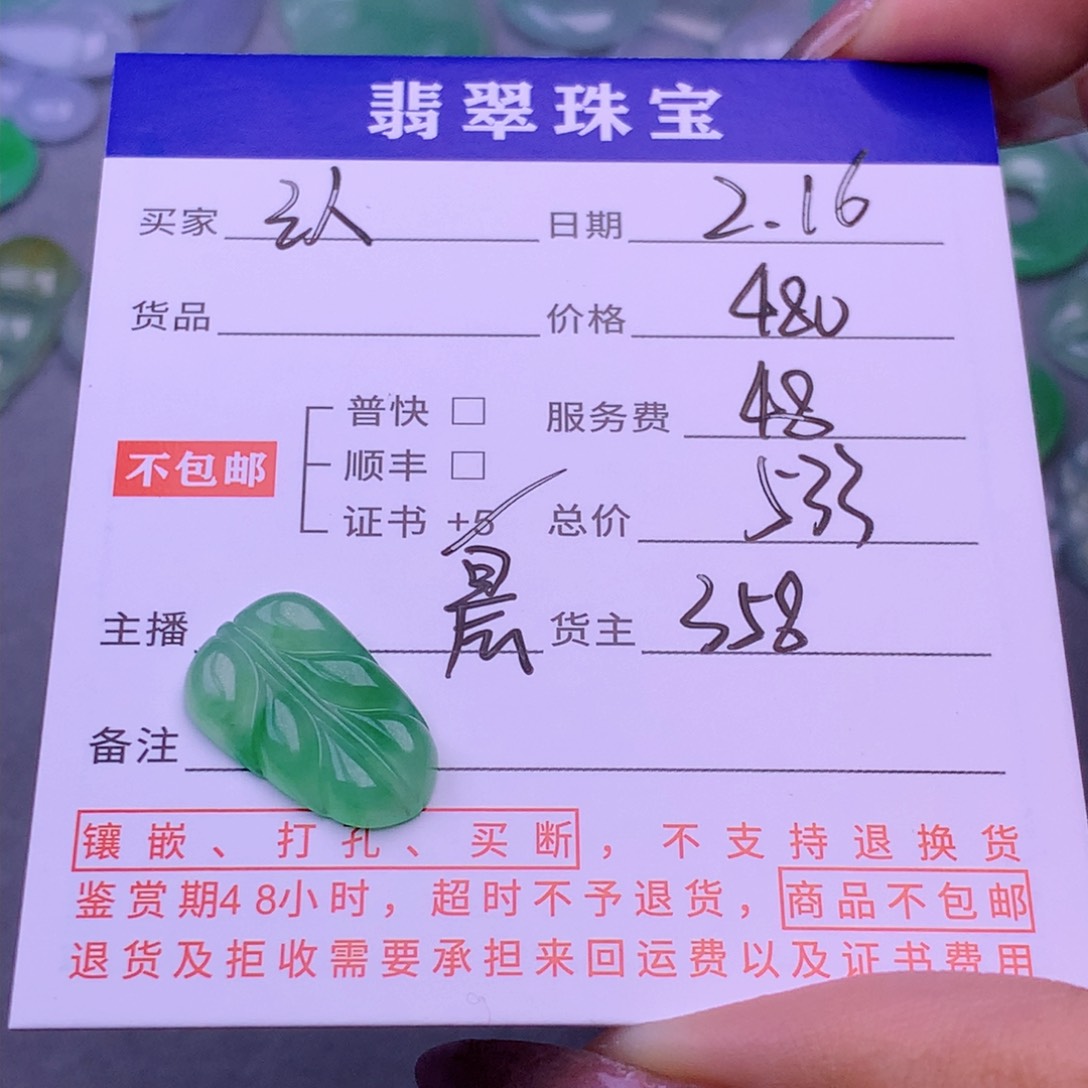 翡翠珠宝
买家 日期 2.16
货品 价格 480
普快 □ 服务费 48
不包邮 顺丰 □
证书 +5 总价 533
主播 晨 货主 358
备注
镶嵌、打孔、买断，不支持退换货
鉴赏期48小时，超时不予退货，商品不包邮
退货及拒收需要承担来回运费以及证书费用